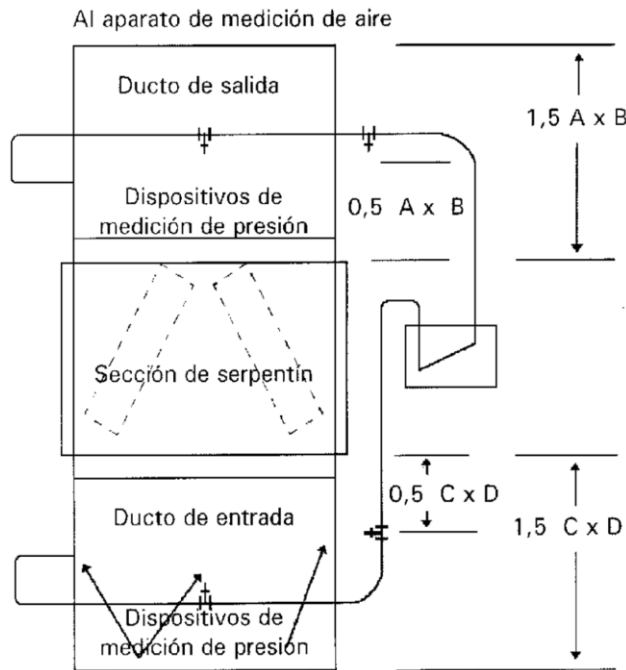 Al aparato de medición de aire
Ducto de salida
1,5 A x B
Dispositivos de
medición de presión
0,5 A x B
Sección de serpentín
0,5 C x D
Ducto de entrada
1,5 C x D
Dispositivos de
medición de presión